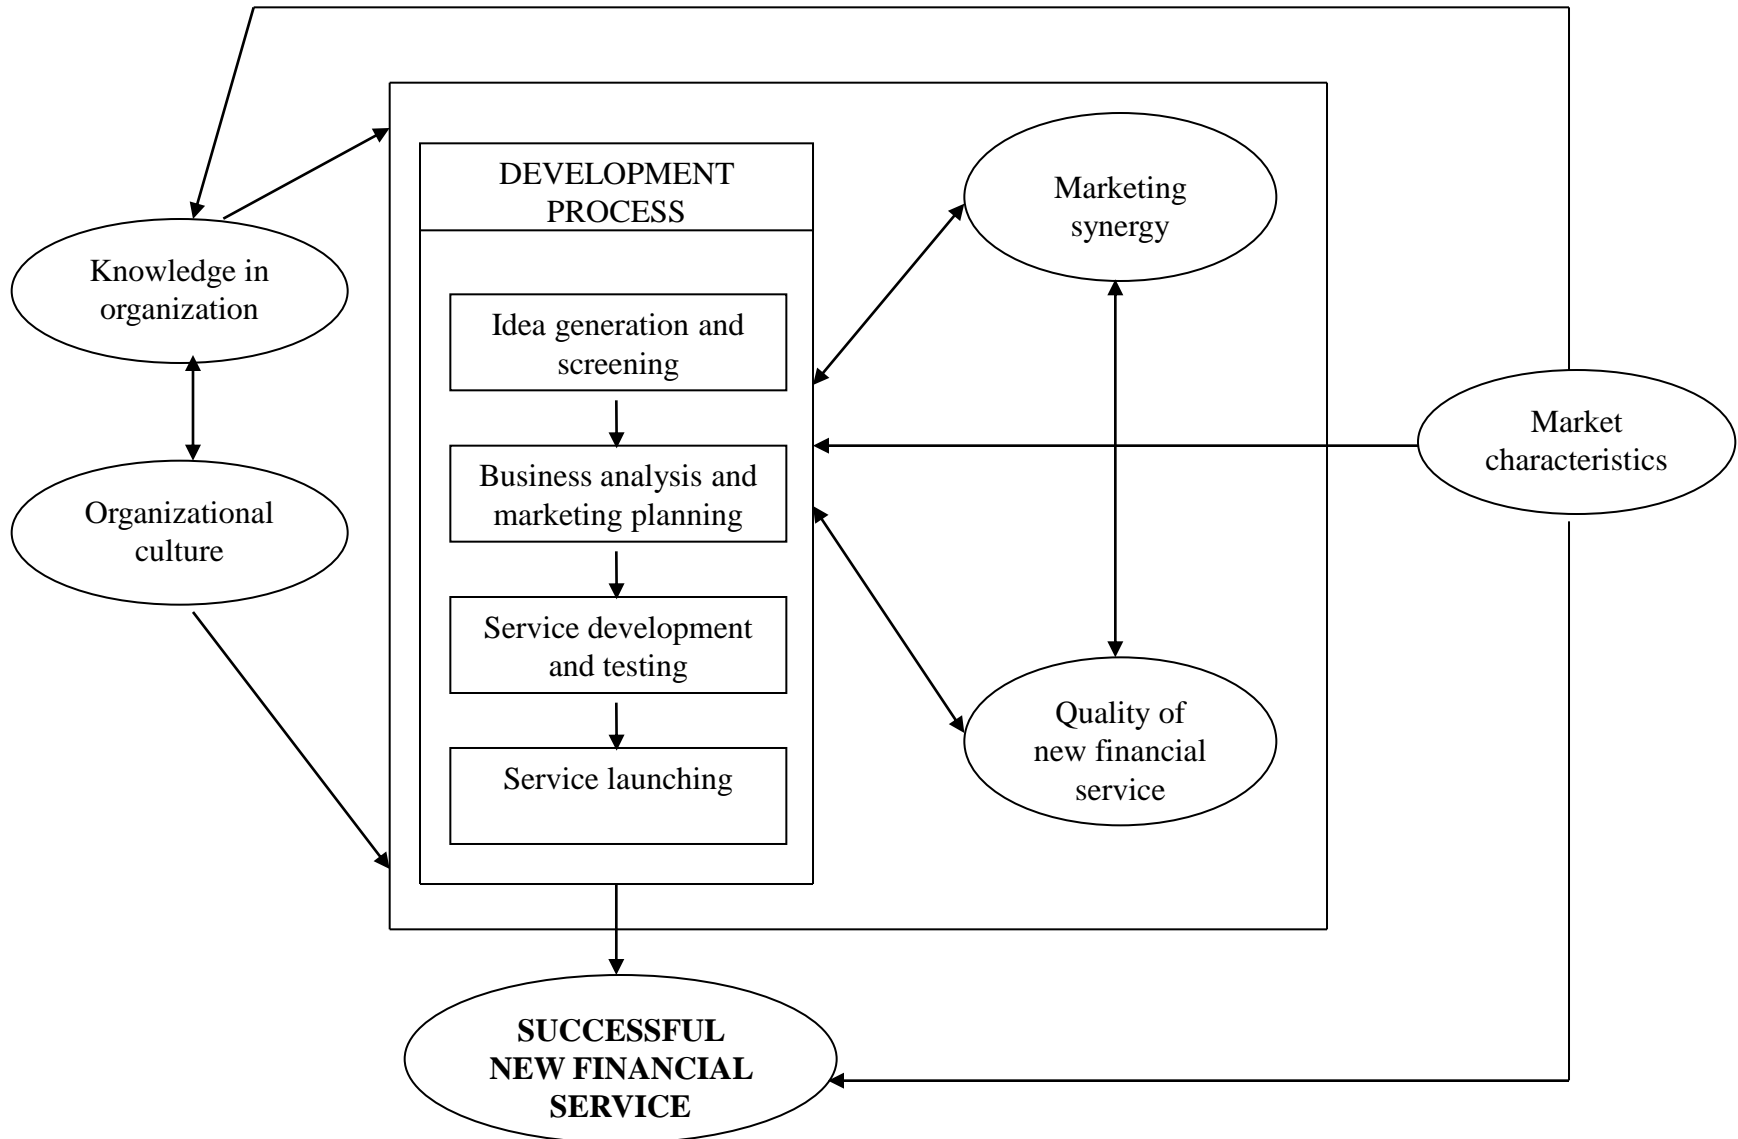 DEVELOPMENT
PROCESS
Marketing
synergy
Knowledge in
organization
Idea generation and
screening
Market
characteristics
Business analysis and
marketing planning
Organizational
culture
Service development
and testing
Quality of
new financial
service
Service launching
SUCCESSFUL
NEW FINANCIAL
SERVICE